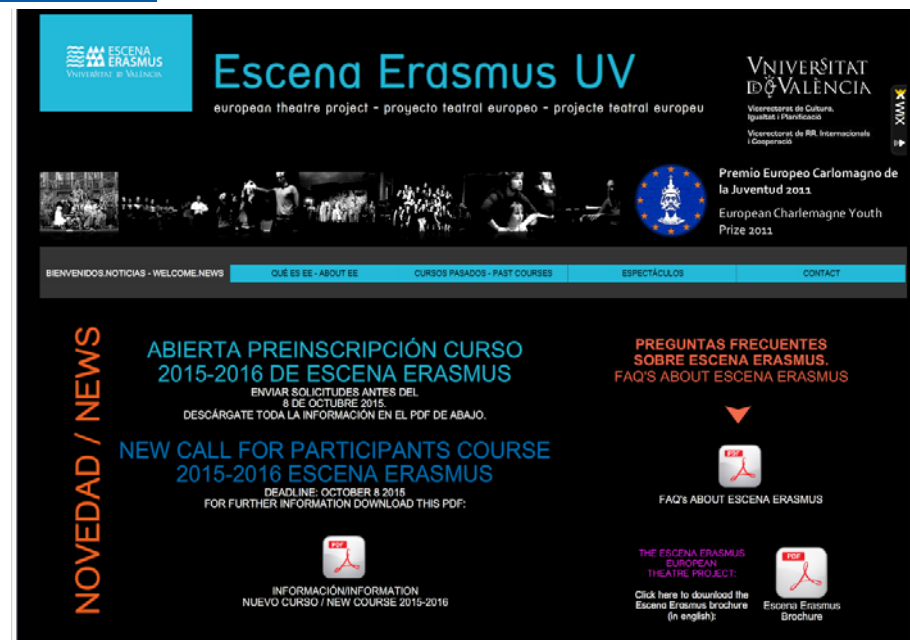 ESCENA
ERASMUS
VNIVERSITAT DE VALÈNCIA
Escena Erasmus UV
european theatre project - proyecto teatral europeo - projecte teatral europeu
VNIVERSITAT
DE VALÈNCIA
Vicerectorat de Cultura,
Igualtat i Planificació
Vicerectorat de RR. Internacionals
i Cooperació
WIX
Premio Europeo Carlomagno de
la Juventud 2011
European Charlemagne Youth
Prize 2011
BIENVENIDOS.NOTICIAS - WELCOME.NEWS
QUÉ ES EE - ABOUT EE
CURSOS PASADOS - PAST COURSES
ESPECTÁCULOS
CONTACT
NOVEDAD / NEWS
ABIERTA PREINSCRIPCIÓN CURSO
2015-2016 DE ESCENA ERASMUS
ENVIAR SOLICITUDES ANTES DEL
8 DE OCTUBRE 2015.
DESCÁRGATE TODA LA INFORMACIÓN EN EL PDF DE ABAJO.
NEW CALL FOR PARTICIPANTS COURSE
2015-2016 ESCENA ERASMUS
DEADLINE: OCTOBER 8 2015
FOR FURTHER INFORMATION DOWNLOAD THIS PDF:
PDF
INFORMACIÓN/INFORMATION
NUEVO CURSO / NEW COURSE 2015-2016
PREGUNTAS FRECUENTES
SOBRE ESCENA ERASMUS.
FAQ'S ABOUT ESCENA ERASMUS
PDF
FAQ's ABOUT ESCENA ERASMUS
THE ESCENA ERASMUS
EUROPEAN
THEATRE PROJECT:
Click here to download the
Escena Erasmus brochure
(in english):
PDF
Escena Erasmus
Brochure